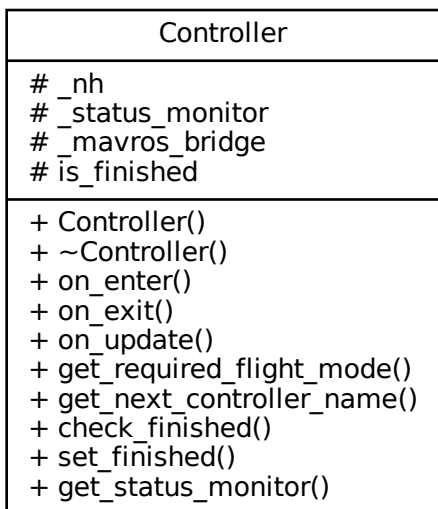 Controller
# _nh
# _status_monitor
# _mavros_bridge
# is_finished
+ Controller()
+ ~Controller()
+ on_enter()
+ on_exit()
+ on_update()
+ get_required_flight_mode()
+ get_next_controller_name()
+ check_finished()
+ set_finished()
+ get_status_monitor()